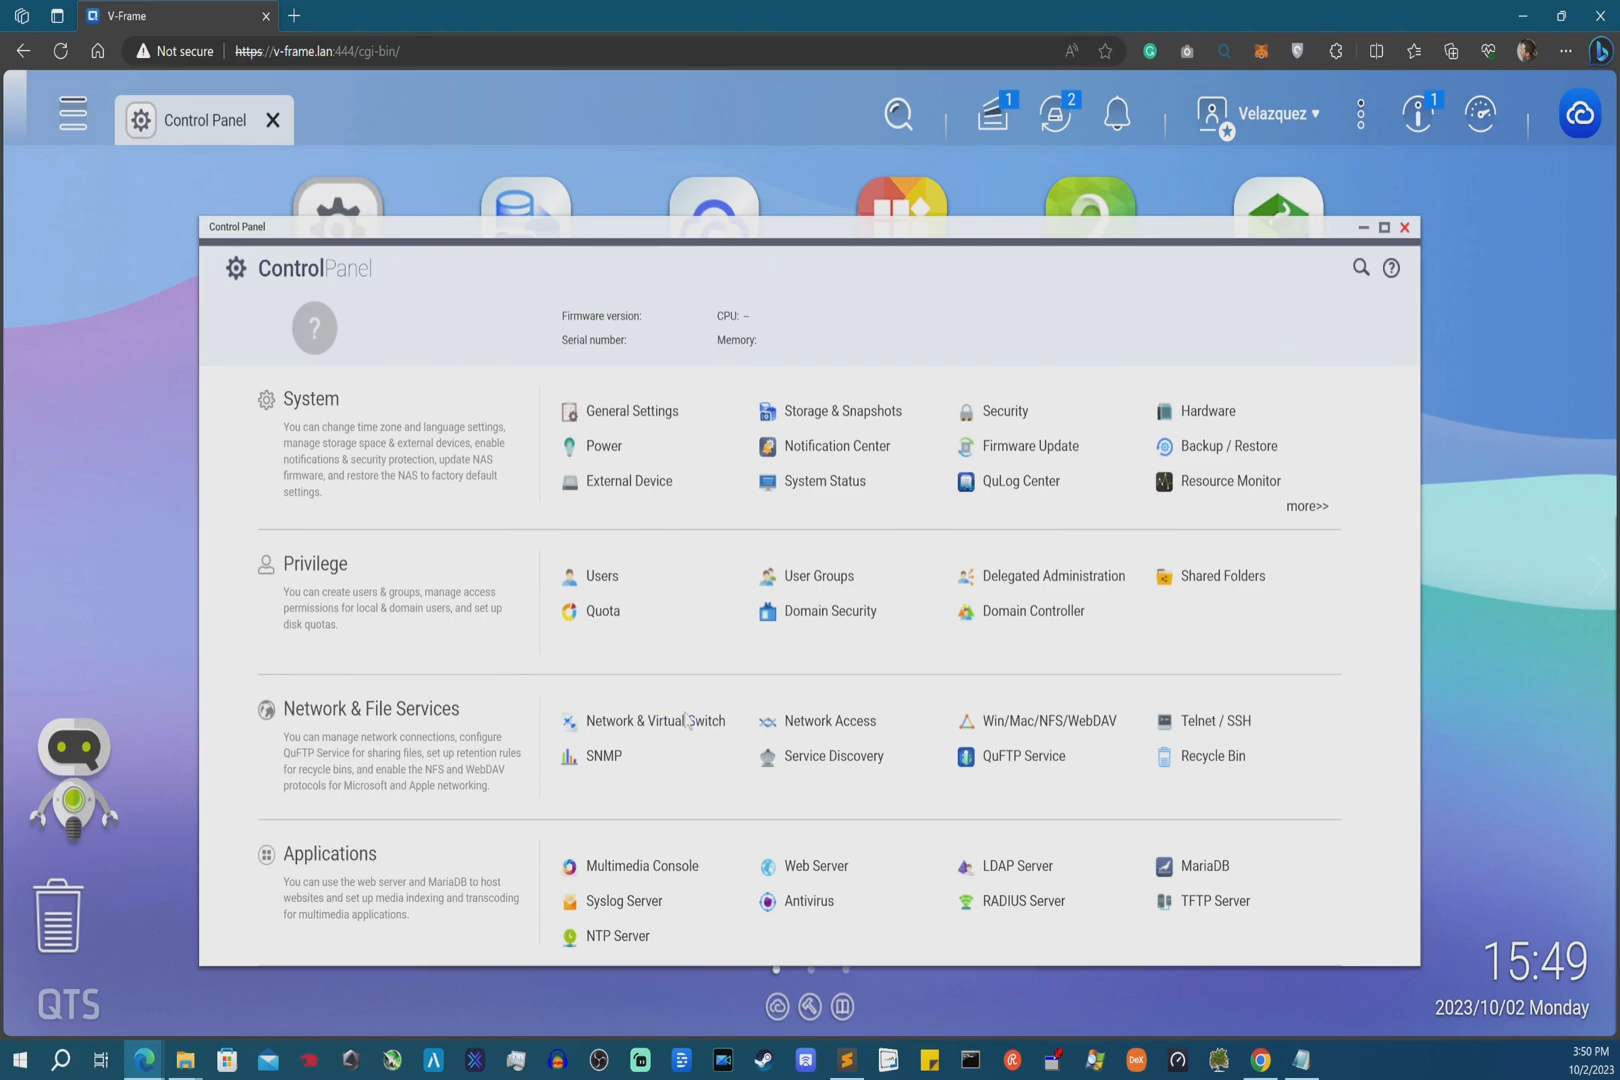 V-Frame
Not secure
https://v-frame.lan:444/cgi-bin/
Control Panel
1
2
Velazquez
1
Control Panel
ControlPanel
?
Firmware version:
CPU: --
Serial number:
Memory:
System
You can change time zone and language settings,
manage storage space & external devices, enable
notifications & security protection, update NAS
firmware, and restore the NAS to factory default
settings.
General Settings
Storage & Snapshots
Security
Hardware
Power
Notification Center
Firmware Update
Backup / Restore
External Device
System Status
QuLog Center
Resource Monitor
more>>
Privilege
You can create users & groups, manage access
permissions for local & domain users, and set up
disk quotas.
Users
User Groups
Delegated Administration
Shared Folders
Quota
Domain Security
Domain Controller
Network & File Services
You can manage network connections, configure
QuFTP Service for sharing files, set up retention rules
for recycle bins, and enable the NFS and WebDAV
protocols for Microsoft and Apple networking.
Network & Virtual Switch
Network Access
Win/Mac/NFS/WebDAV
Telnet / SSH
SNMP
Service Discovery
QuFTP Service
Recycle Bin
Applications
You can use the web server and MariaDB to host
websites and set up media indexing and transcoding
for multimedia applications.
Multimedia Console
Web Server
LDAP Server
MariaDB
Syslog Server
Antivirus
RADIUS Server
TFTP Server
NTP Server
QTS
15:49
2023/10/02 Monday
DeX
3:50 PM
10/2/2023